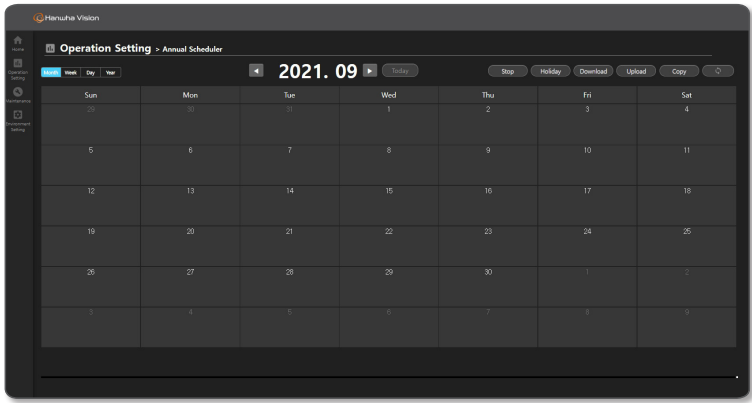 Hanwha Vision
Home
Operation Setting
Maintenance
Environment Setting
Operation Setting > Annual Scheduler
Month Week Day Year
2021. 09
Today
Stop Holiday Download Upload Copy
Sun Mon Tue Wed Thu Fri Sat
29 30 31 1 2 3 4
5 6 7 8 9 10 11
12 13 14 15 16 17 18
19 20 21 22 23 24 25
26 27 28 29 30 1 2
3 4 5 6 7 8 9